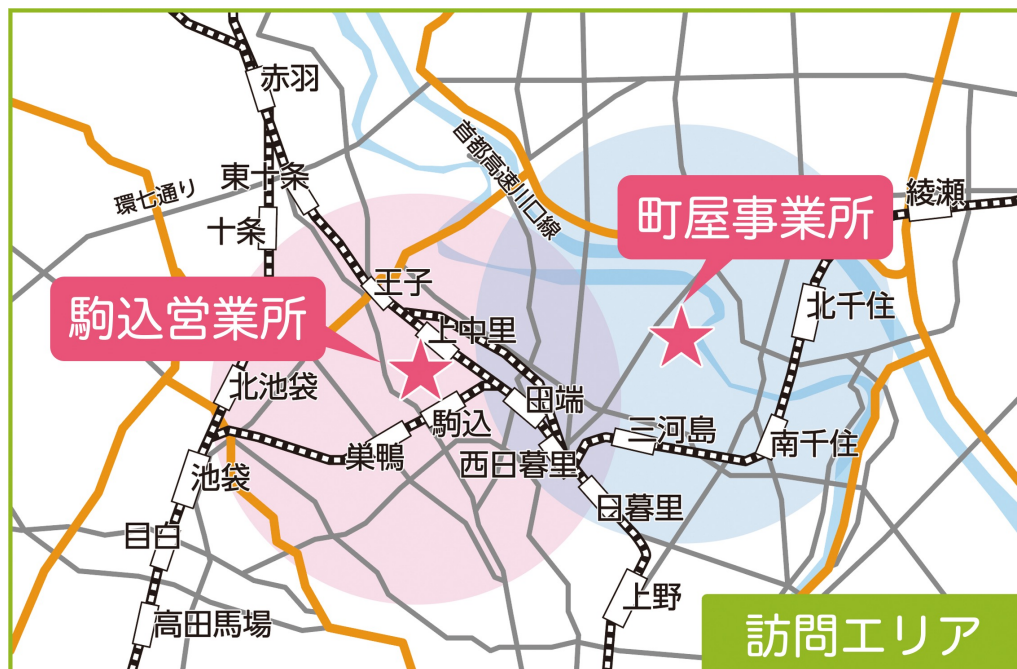 赤羽
首都高速川口線
環七通り
東十条
十条
綾瀬
町屋事業所
王子
駒込営業所
上中里
北千住
北池袋
田端
駒込
三河島
巣鴨
西日暮里
南千住
池袋
日暮里
目白
上野
高田馬場
訪問エリア